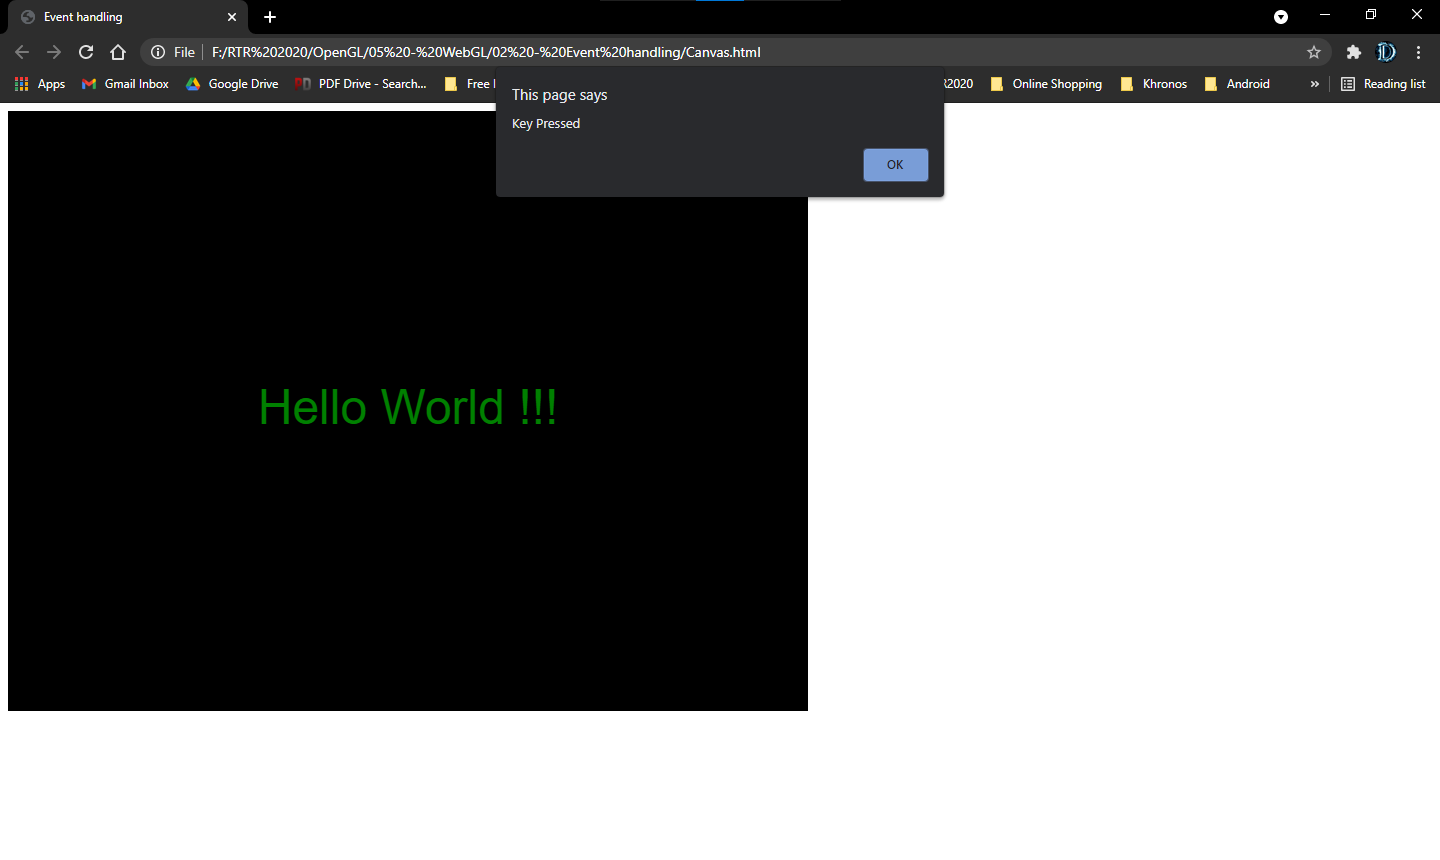 Event handling
File
F:/RTR%202020/OpenGL/05%20-%20WebGL/02%20-%20Event%20handling/Canvas.html
Apps
Gmail Inbox
Google Drive
PDF Drive - Search...
Free
2020
Online Shopping
Khronos
Android
»
Reading list
This page says
Key Pressed
OK
Hello World !!!